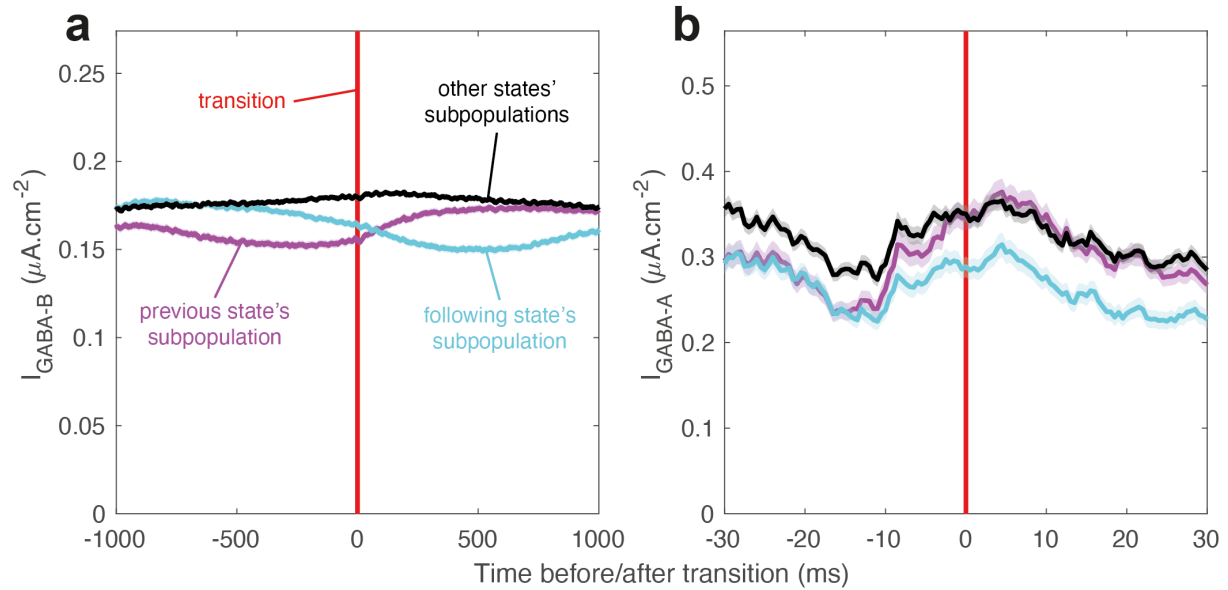 a
0.25
0.2
0.15
0.1
0.05
0
I GABA-B (μA.cm-2)
transition
other states'
subpopulations
previous state's
subpopulation
following state's
subpopulation
-1000 -500 0 500 1000
b
0.5
0.4
0.3
0.2
0.1
0
I GABA-A (μA.cm-2)
-30 -20 -10 0 10 20 30
Time before/after transition (ms)